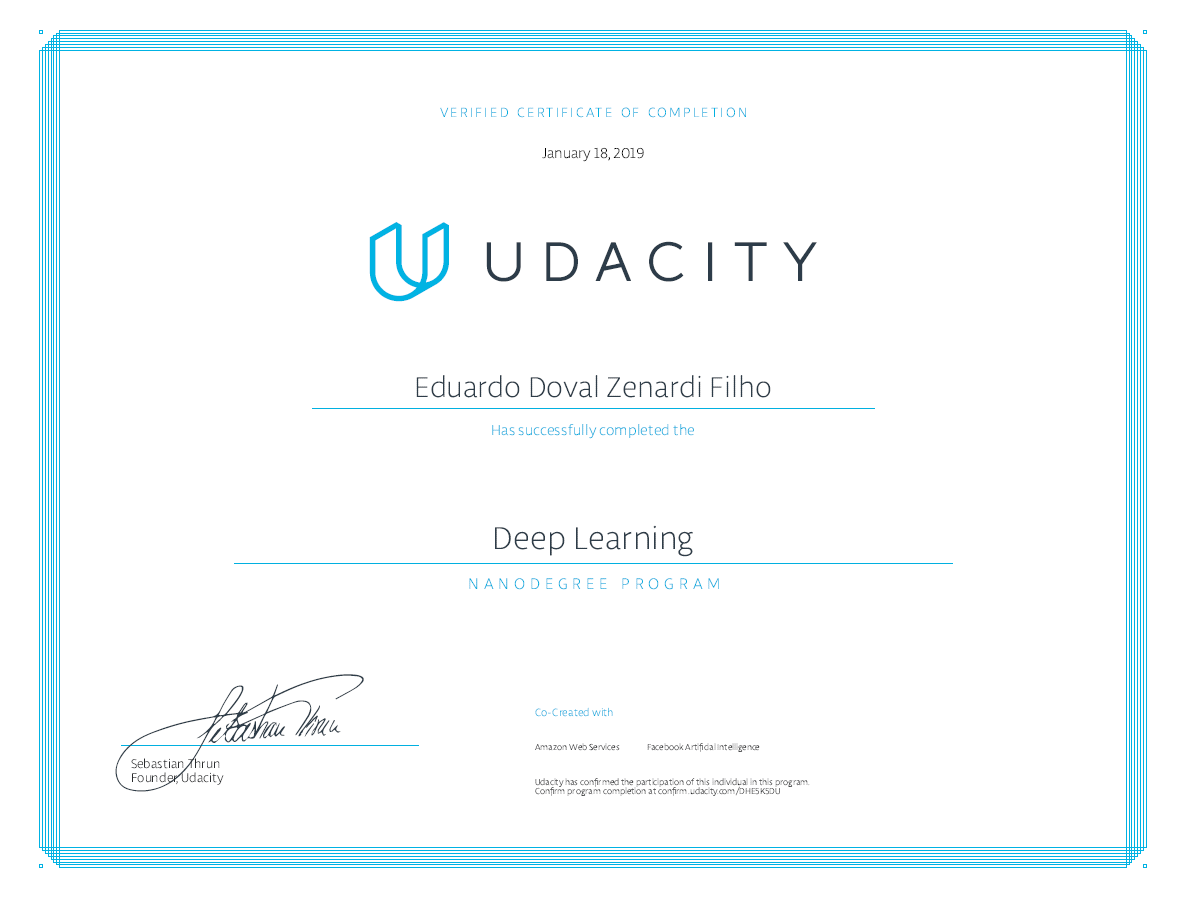 VERIFIED CERTIFICATE OF COMPLETION
January 18, 2019
UDACITY
Eduardo Doval Zenardi Filho
Has successfully completed the
Deep Learning
NANODEGREE PROGRAM
Sebastian Thrun
Co-Created with
Amazon Web Services Facebook Artificial Intelligence
Sebastian Thrun
Founder, Udacity
Udacity has confirmed the participation of this individual in this program.
Confirm program completion at confirm.udacity.com/DHE5K5DU